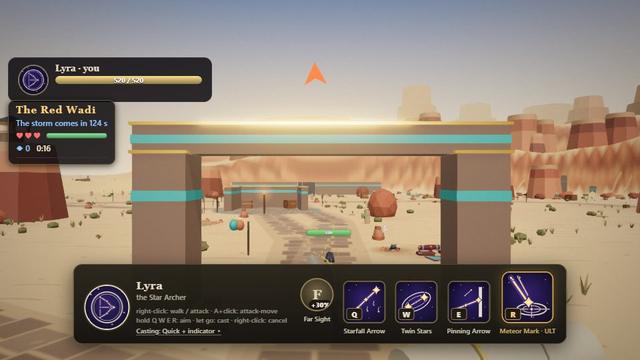 Lyra · you
520 / 520
The Red Wadi
The storm comes in 124 s
0 0:16
Lyra
the Star Archer
right-click: walk / attack · A+click: attack-move
hold Q W E R: aim · let go: cast · right-click: cancel
Casting: Quick + indicator
F
+30%
Far Sight
Q
Starfall Arrow
W
Twin Stars
E
Pinning Arrow
R
Meteor Mark · ULT